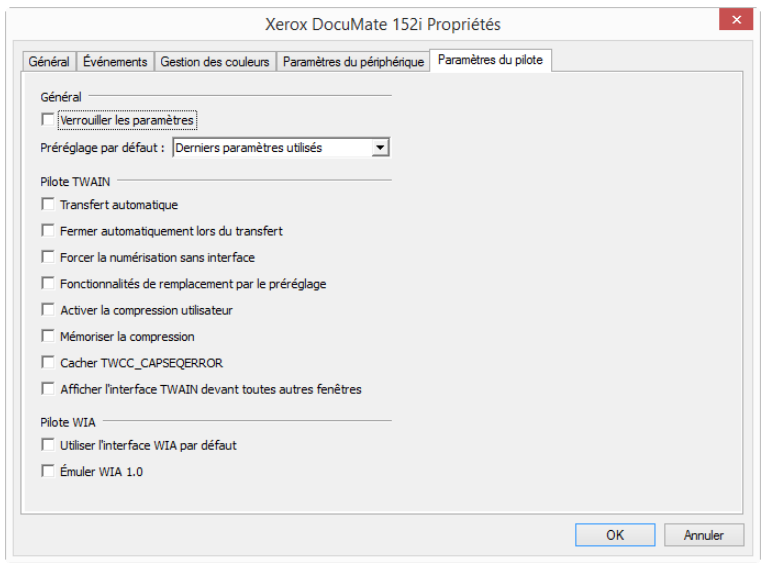 Xerox DocuMate 152i Propriétés
Général Événements Gestion des couleurs Paramètres du périphérique Paramètres du pilote
Général
Verrouiller les paramètres
Préréglage par défaut : Derniers paramètres utilisés
Pilote TWAIN
Transfert automatique
Fermer automatiquement lors du transfert
Forcer la numérisation sans interface
Fonctionnalités de remplacement par le préréglage
Activer la compression utilisateur
Mémoriser la compression
Cacher TWCC_CAPSEQERROR
Afficher l'interface TWAIN devant toutes autres fenêtres
Pilote WIA
Utiliser l'interface WIA par défaut
Émuler WIA 1.0
OK Annuler